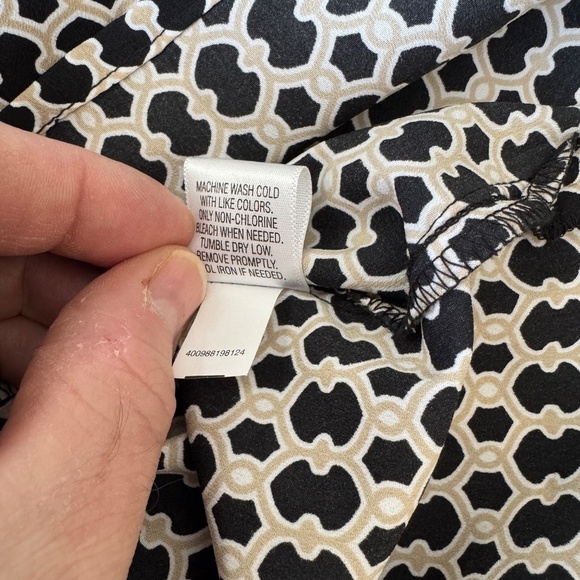 MACHINE WASH COLD
WITH LIKE COLORS.
ONLY NON-CHLORINE
BLEACH WHEN NEEDED.
TUMBLE DRY LOW.
REMOVE PROMPTLY.
OL IRON IF NEEDED.
400988198124